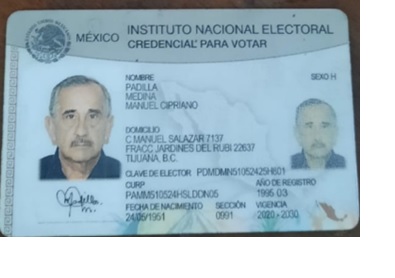 MÉXICO INSTITUTO NACIONAL ELECTORAL
CREDENCIAL PARA VOTAR
NOMBRE
SEXO H
PADILLA
MEDINA
MANUEL CIPRIANO
DOMICILIO
C MANUEL SALAZAR 7137
FRACC JARDINES DEL RUBI 22637
TIJUANA, B.C.
CLAVE DE ELECTOR PDMDMN51052425H601
CURP AÑO DE REGISTRO
PAMM510524HSLDDN05 1995 03
FECHA DE NACIMIENTO SECCIÓN VIGENCIA
24/05/1951 0991 2020 - 2030